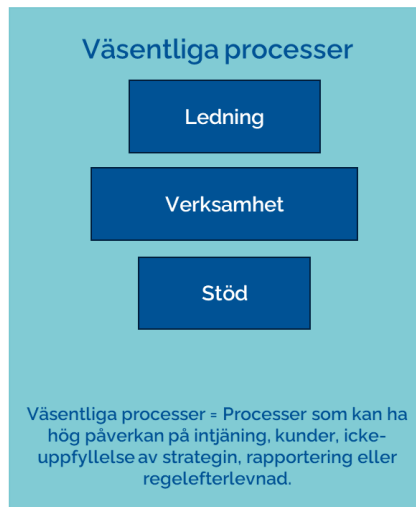 Väsentliga processer
Ledning
Verksamhet
Stöd
Väsentliga processer = Processer som kan ha
hög påverkan på intjäning, kunder, icke-
uppfyllelse av strategin, rapportering eller
regelefterlevnad.